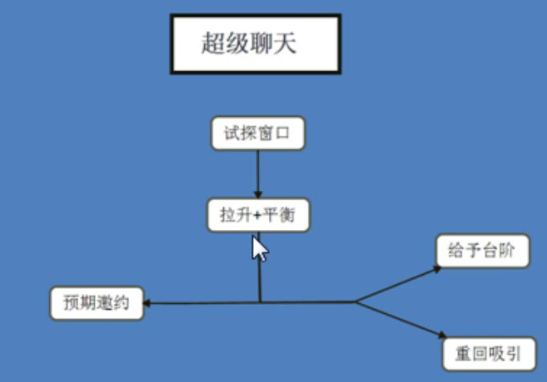 超级聊天
试探窗口
拉升+平衡
给予台阶
预期邀约
重回吸引